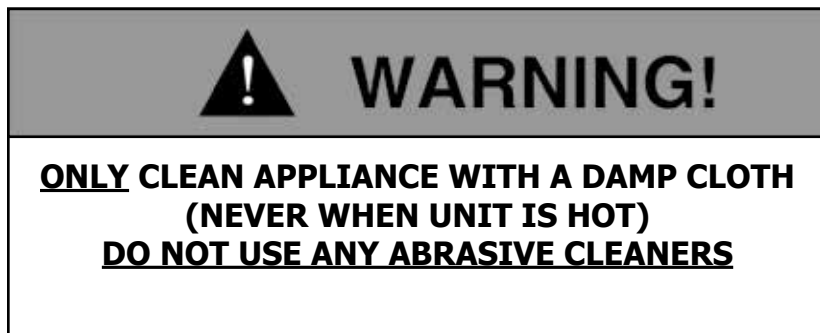 WARNING!
ONLY CLEAN APPLIANCE WITH A DAMP CLOTH
(NEVER WHEN UNIT IS HOT)
DO NOT USE ANY ABRASIVE CLEANERS